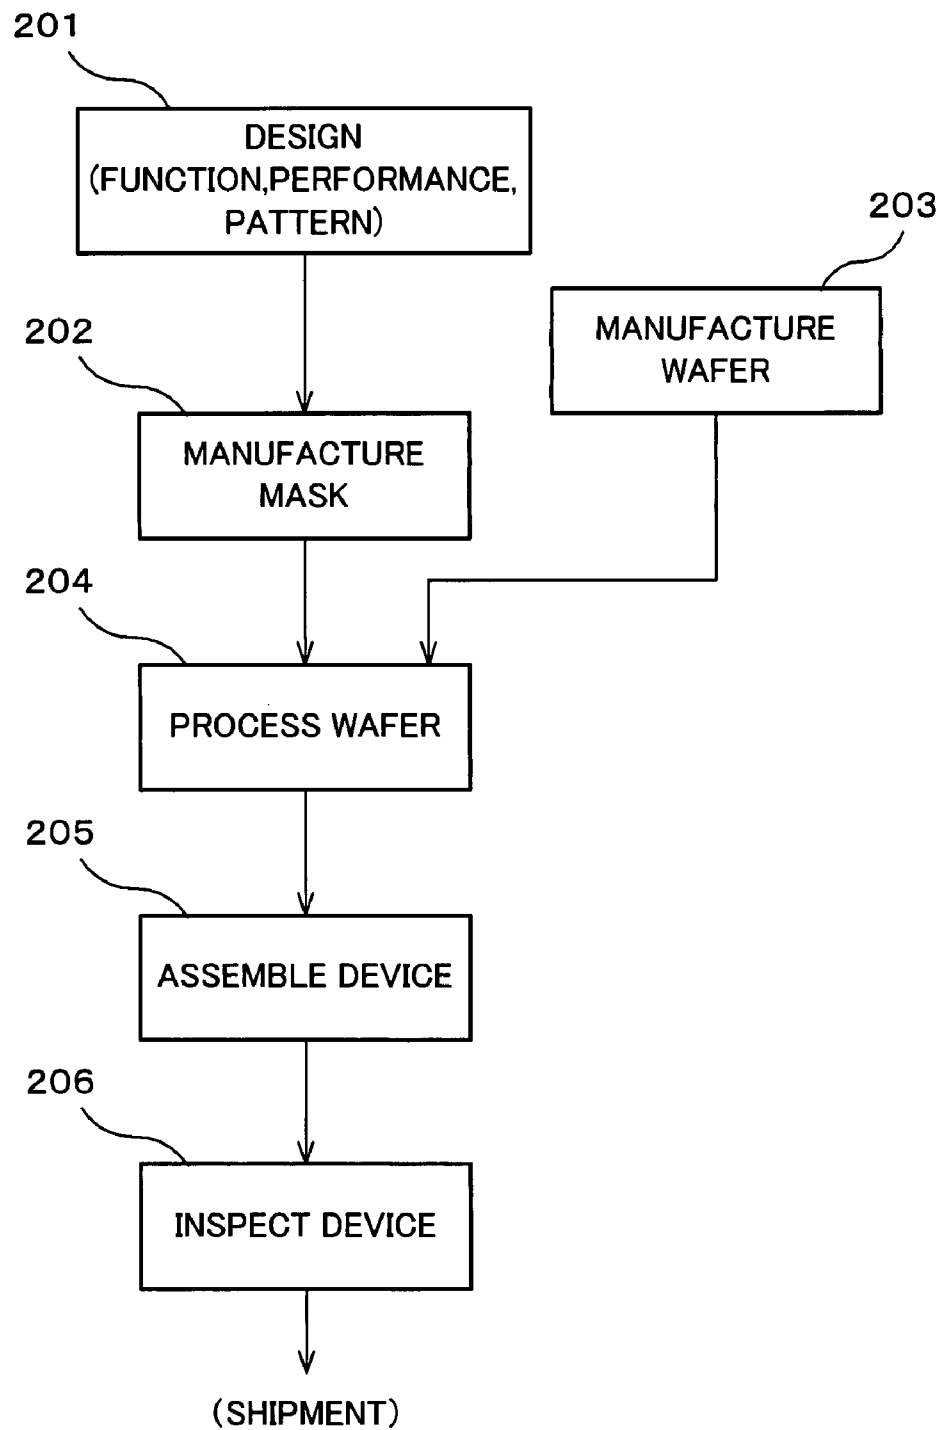 201
DESIGN
(FUNCTION,PERFORMANCE,
PATTERN)
203
MANUFACTURE
WAFER
202
MANUFACTURE
MASK
204
PROCESS WAFER
205
ASSEMBLE DEVICE
206
INSPECT DEVICE
(SHIPMENT)